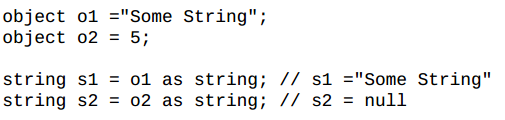 object o1 ="Some String";
object o2 = 5;
string s1 = o1 as string; // s1 ="Some String"
string s2 = o2 as string; // s2 = null